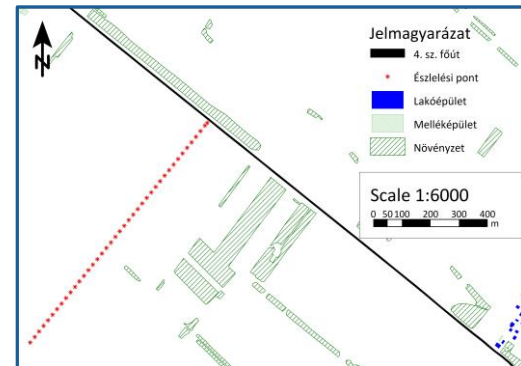 N
Jelmagyarázat
4. sz. főút
Észlelési pont
Lakóépület
Melléképület
Növényzet
Scale 1:6000
0 50 100 200 300 400
m